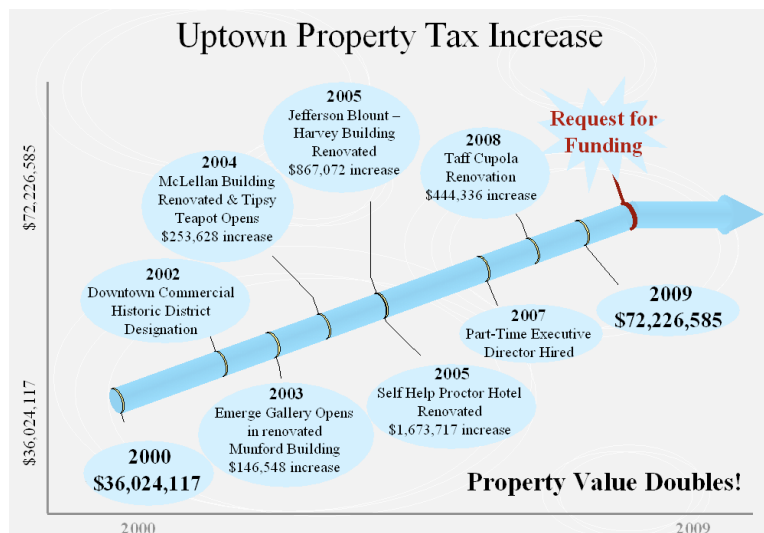 Uptown Property Tax Increase
$72,226,585
$36,024,117
2005
Jefferson Blount –
Harvey Building
Renovated
$867,072 increase
Request for
Funding
2004
McLellan Building
Renovated & Tipsy
Teapot Opens
$253,628 increase
2008
Taff Cupola
Renovation
$444,336 increase
2002
Downtown Commercial
Historic District
Designation
2009
$72,226,585
2007
Part-Time Executive
Director Hired
2003
Emerge Gallery Opens
in renovated
Munford Building
$146,548 increase
2005
Self Help Proctor Hotel
Renovated
$1,673,717 increase
2000
$36,024,117
Property Value Doubles!
2000
2009